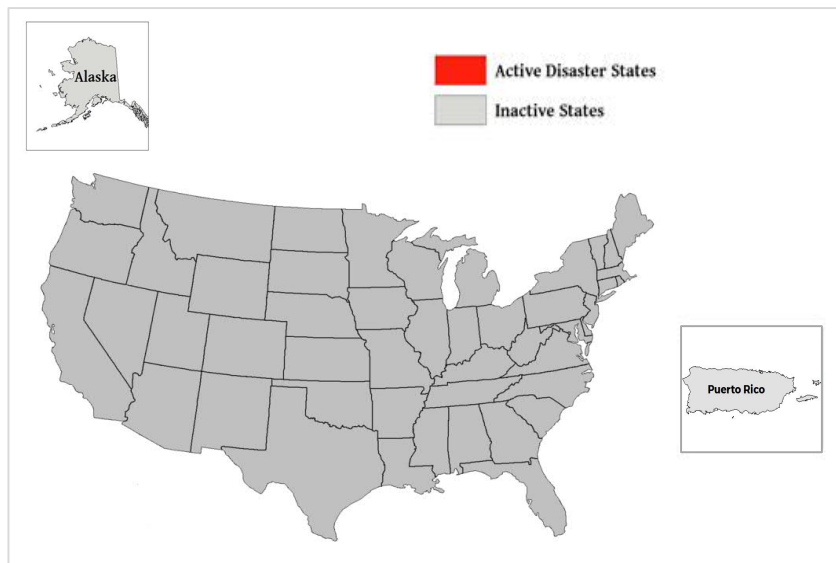 Alaska
Active Disaster States
Inactive States
Puerto Rico